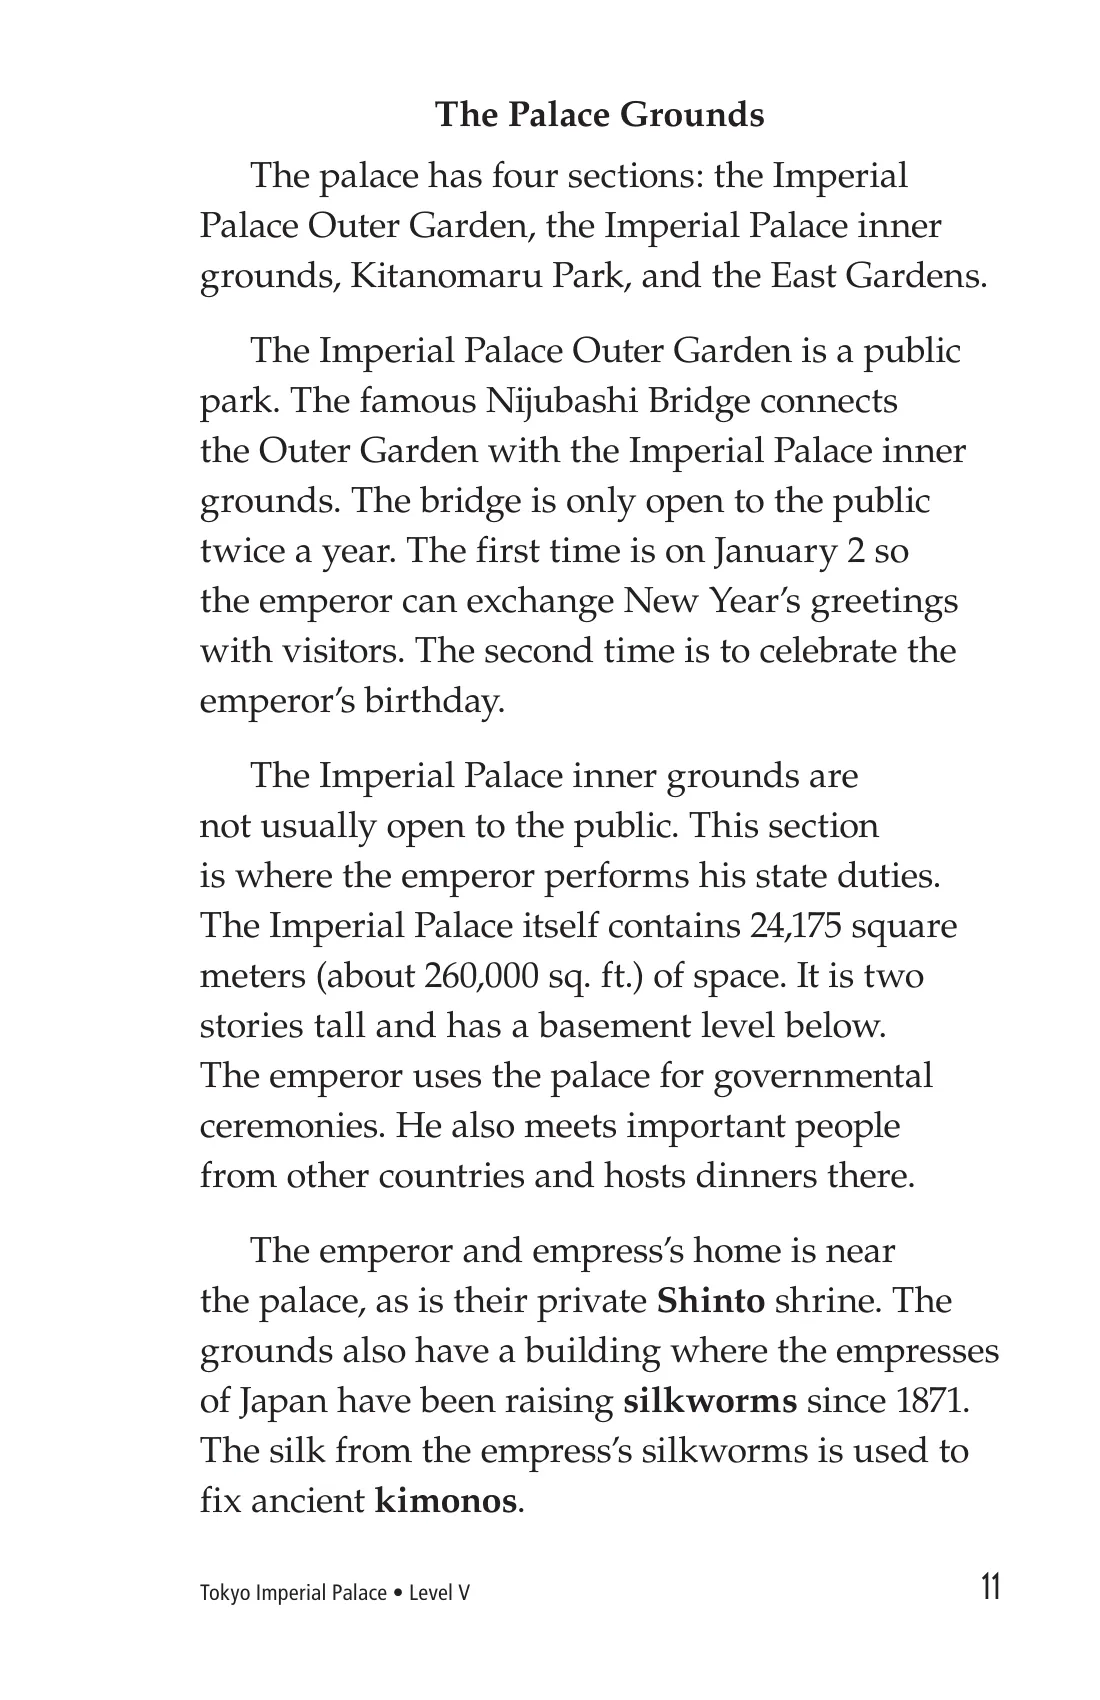 The Palace Grounds
The palace has four sections: the Imperial
Palace Outer Garden, the Imperial Palace inner
grounds, Kitanomaru Park, and the East Gardens.
The Imperial Palace Outer Garden is a public
park. The famous Nijubashi Bridge connects
the Outer Garden with the Imperial Palace inner
grounds. The bridge is only open to the public
twice a year. The first time is on January 2 so
the emperor can exchange New Year’s greetings
with visitors. The second time is to celebrate the
emperor’s birthday.
The Imperial Palace inner grounds are
not usually open to the public. This section
is where the emperor performs his state duties.
The Imperial Palace itself contains 24,175 square
meters (about 260,000 sq. ft.) of space. It is two
stories tall and has a basement level below.
The emperor uses the palace for governmental
ceremonies. He also meets important people
from other countries and hosts dinners there.
The emperor and empress’s home is near
the palace, as is their private Shinto shrine. The
grounds also have a building where the empresses
of Japan have been raising silkworms since 1871.
The silk from the empress’s silkworms is used to
fix ancient kimonos.
Tokyo Imperial Palace • Level V
11